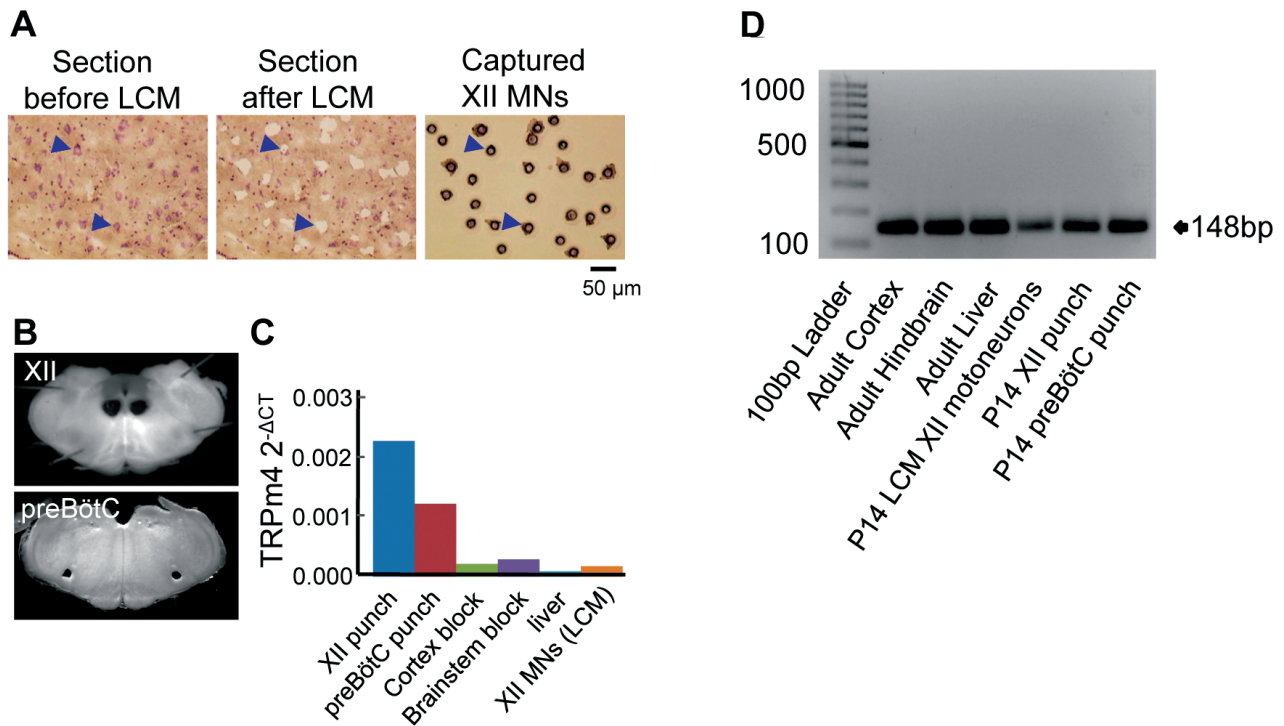 A
Section
before LCM
Section
after LCM
Captured
XII MNs
50 µm
B
XII
preBötC
C
TRPm4 2-ΔCT
0.003
0.002
0.001
0.000
XII punch
preBötC punch
Cortex block
Brainstem block
liver
XII MNs (LCM)
D
1000
500
100
148bp
100bp Ladder
Adult Cortex
Adult Hindbrain
Adult Liver
P14 LCM XII motoneurons
P14 XII punch
P14 preBötC punch